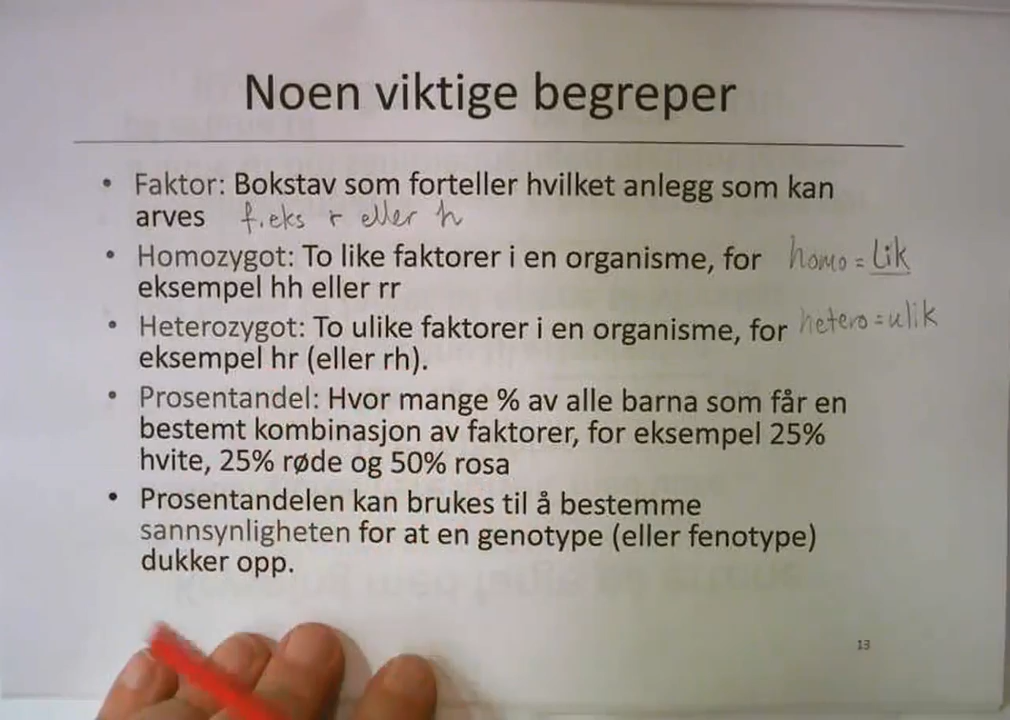 Noen viktige begreper
• Faktor: Bokstav som forteller hvilket anlegg som kan
arves f.eks r eller h
• Homozygot: To like faktorer i en organisme, for homo = lik
eksempel hh eller rr
• Heterozygot: To ulike faktorer i en organisme, for hetero = ulik
eksempel hr (eller rh).
• Prosentandel: Hvor mange % av alle barna som får en
bestemt kombinasjon av faktorer, for eksempel 25%
hvite, 25% røde og 50% rosa
• Prosentandelen kan brukes til å bestemme
sannsynligheten for at en genotype (eller fenotype)
dukker opp.
13